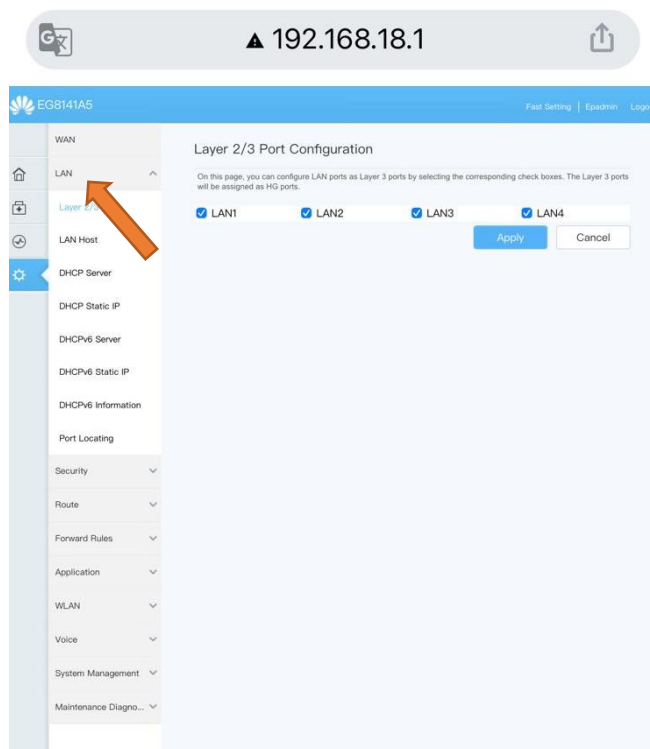 192.168.18.1
EG8141A5
Fast Setting | Epadmin Logo
WAN
LAN
LAN Host
DHCP Server
DHCP Static IP
DHCPv6 Server
DHCPv6 Static IP
DHCPv6 Information
Port Locating
Security
Route
Forward Rules
Application
WLAN
Voice
System Management
Maintenance Diagno...
Layer 2/3 Port Configuration
On this page, you can configure LAN ports as Layer 3 ports by selecting the corresponding check boxes. The Layer 3 ports
will be assigned as HG ports.
LAN1 LAN2 LAN3 LAN4
Apply Cancel